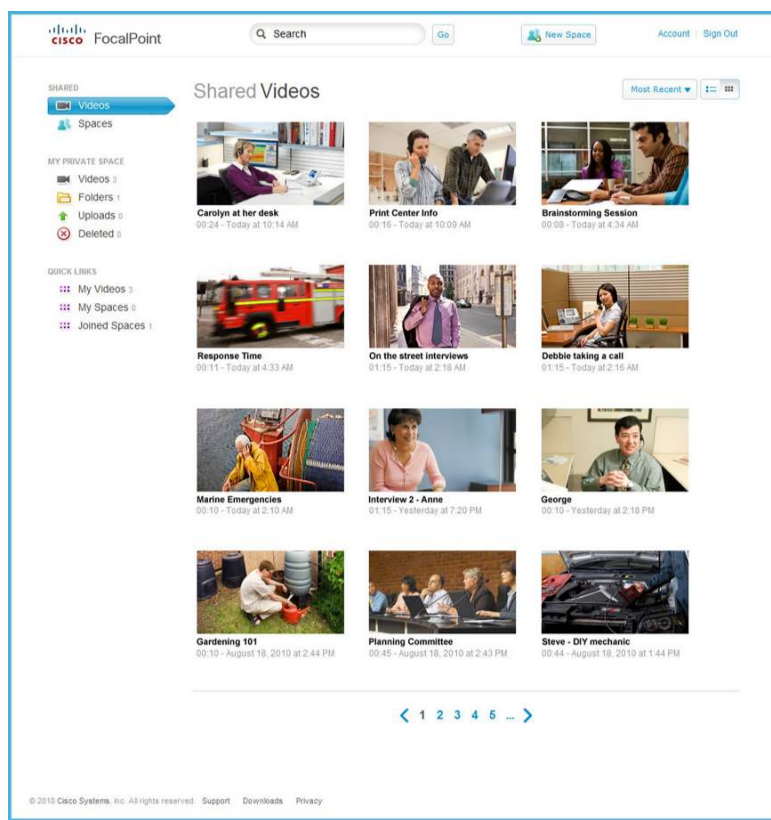 CISCO FocalPoint
Search
Go
New Space
Account
Sign Out
SHARED
Videos
Spaces
MY PRIVATE SPACE
Videos 3
Folders 1
Uploads 0
Deleted 0
QUICK LINKS
My Videos 3
My Spaces 0
Joined Spaces 1
Shared Videos
Most Recent
Carolyn at her desk
00:24 - Today at 10:14 AM
Print Center Info
00:16 - Today at 10:09 AM
Brainstorming Session
00:08 - Today at 4:34 AM
Response Time
00:11 - Today at 4:33 AM
On the street interviews
01:15 - Today at 2:18 AM
Debbie taking a call
01:15 - Today at 2:16 AM
Marine Emergencies
00:10 - Today at 2:10 AM
Interview 2 - Anne
01:15 - Yesterday at 7:20 PM
George
00:10 - Yesterday at 2:18 PM
Gardening 101
00:10 - August 18, 2010 at 2:44 PM
Planning Committee
00:45 - August 18, 2010 at 2:43 PM
Steve - DIY mechanic
00:44 - August 18, 2010 at 1:44 PM
1 2 3 4 5 ...
© 2010 Cisco Systems, Inc. All rights reserved. Support Downloads Privacy